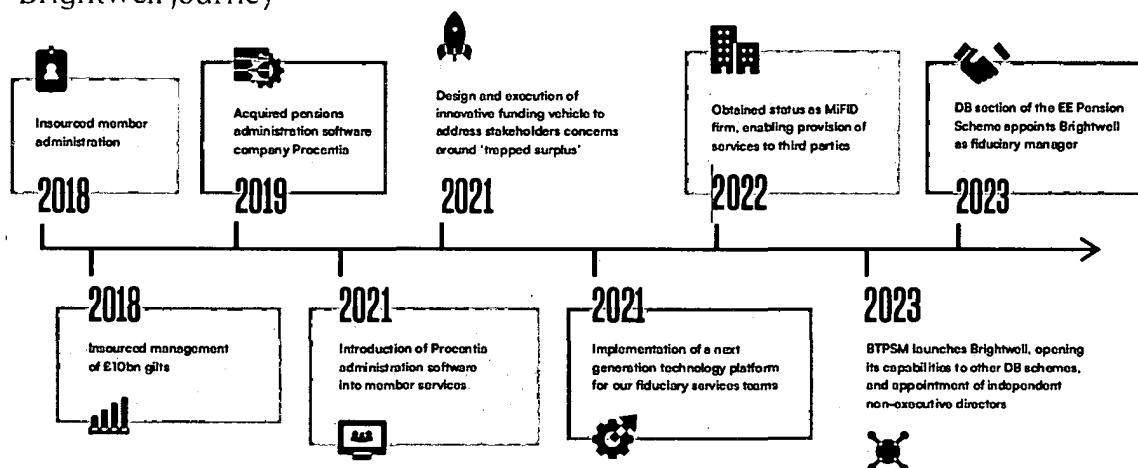 Brightwell journey
Insourced member
administration
2018
Acquired pensions
administration software
company Procentia
2019
Design and execution of
innovative funding vehicle to
address stakeholders concerns
around 'trapped surplus'
2021
Obtained status as MiFID
firm, enabling provision of
services to third parties
2022
DB section of the EE Pension
Scheme appoints Brightwell
as fiduciary manager
2023
2018
Insourced management
of £10bn gilts
2021
Introduction of Procentia
administration software
into member services
2021
Implementation of a next
generation technology platform
for our fiduciary services teams
2023
BTPSM launches Brightwell, opening
its capabilities to other DB schemes,
and appointment of independent
non-executive directors